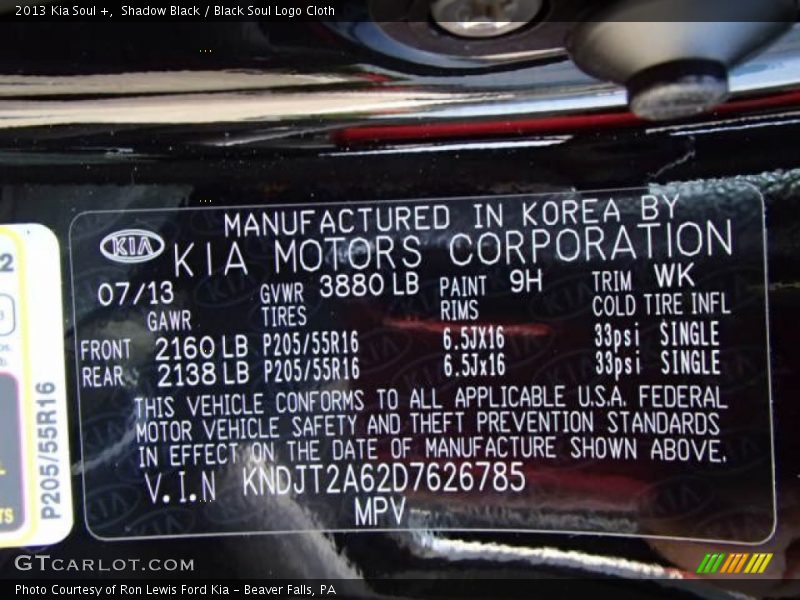 2013 Kia Soul +, Shadow Black / Black Soul Logo Cloth
MANUFACTURED IN KOREA BY
KIA KIA MOTORS CORPORATION
07/13 GVWR 3880 LB PAINT 9H TRIM WK
GAWR TIRES RIMS COLD TIRE INFL
FRONT 2160 LB P205/55R16 6.5JX16 33psi SINGLE
REAR 2138 LB P205/55R16 6.5Jx16 33psi SINGLE
THIS VEHICLE CONFORMS TO ALL APPLICABLE U.S.A. FEDERAL
MOTOR VEHICLE SAFETY AND THEFT PREVENTION STANDARDS
IN EFFECT ON THE DATE OF MANUFACTURE SHOWN ABOVE.
V.I.N KNDJT2A62D7626785
MPV
P205/55R16
GTCARLOT.COM
Photo Courtesy of Ron Lewis Ford Kia - Beaver Falls, PA